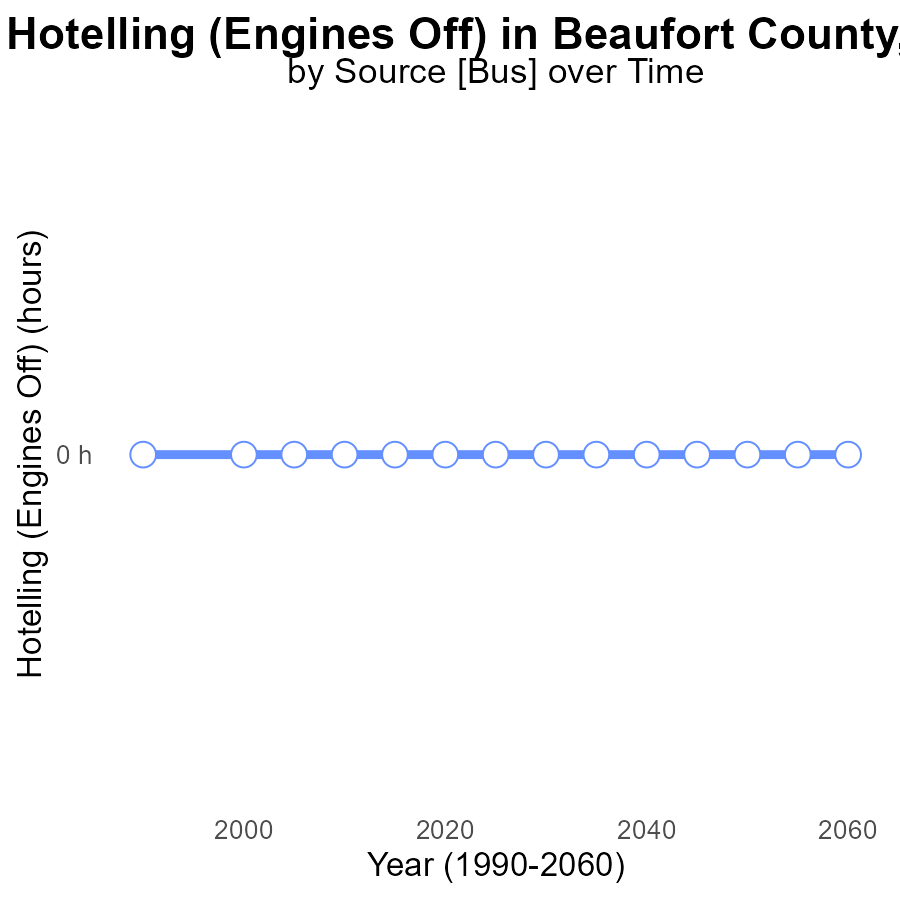 Hotelling (Engines Off) in Beaufort County,
by Source [Bus] over Time
Hotelling (Engines Off) (hours)
0 h
2000 2020 2040 2060
Year (1990-2060)